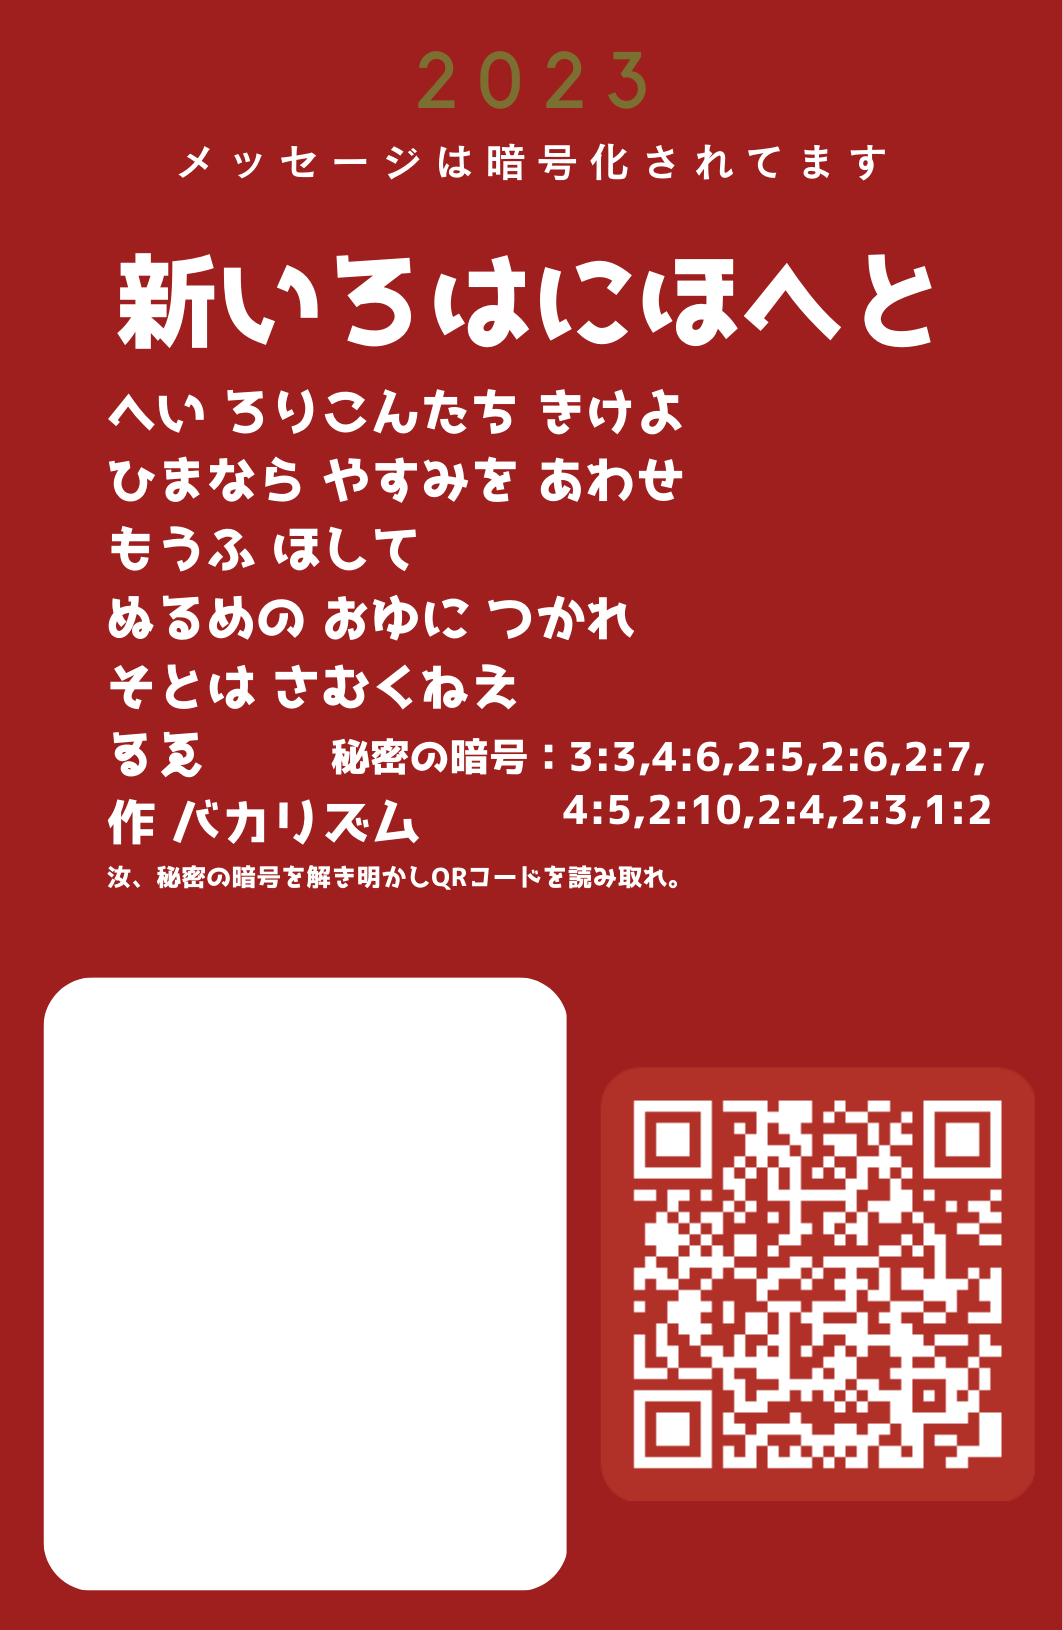 2023
メッセージは暗号化されてます
新いろはにほへと
へい ろりこんたち きけよ
ひまなら やすみを あわせ
もうふ ほして
ぬるめの おゆに つかれ
そとは さむくねえ
るゑ
秘密の暗号：3:3,4:6,2:5,2:6,2:7,
4:5,2:10,2:4,2:3,1:2
作 バカリズム
汝、秘密の暗号を解き明かしQRコードを読み取れ。